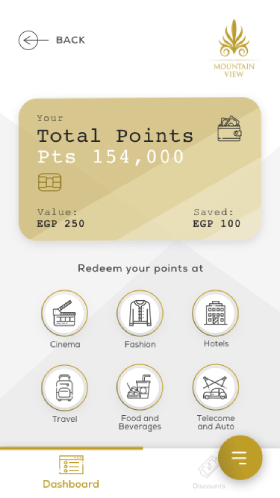 BACK
MOUNTAIN
VIEW
Your
Total Points
Pts 154,000
Value:
EGP 250
Saved:
EGP 100
Redeem your points at
Cinema
Fashion
Hotels
Travel
Food and
Beverages
Telecome
and Auto
Dashboard
Discounts